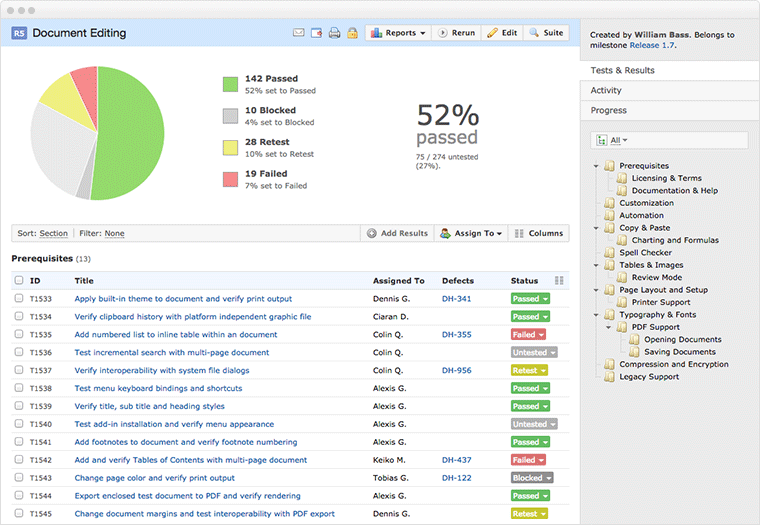 R5 Document Editing
Reports
Rerun
Edit
Suite
142 Passed
52% set to Passed
10 Blocked
4% set to Blocked
28 Retest
10% set to Retest
19 Failed
7% set to Failed
52%
passed
75 / 274 untested
(27%).
Sort: Section Filter: None
Add Results
Assign To
Columns
Prerequisites (13)
ID Title Assigned To Defects Status
T1533 Apply built-in theme to document and verify print output Dennis G. DH-341 Passed
T1534 Verify clipboard history with platform independent graphic file Ciaran D. Passed
T1535 Add numbered list to inline table within an document Colin Q. DH-355 Failed
T1536 Test incremental search with multi-page document Colin Q. Untested
T1537 Verify interoperability with system file dialogs Colin Q. DH-956 Retest
T1538 Test menu keyboard bindings and shortcuts Alexis G. Passed
T1539 Verify title, sub title and heading styles Alexis G. Passed
T1540 Test add-in installation and verify menu appearance Alexis G. Untested
T1541 Add footnotes to document and verify footnote numbering Alexis G. Passed
T1542 Add and verify Tables of Contents with multi-page document Keiko M. DH-437 Failed
T1543 Change page color and verify print output Tobias G. DH-122 Blocked
T1544 Export enclosed test document to PDF and verify rendering Alexis G. Passed
T1545 Change document margins and test interoperability with PDF export Dennis G. Retest
Created by William Bass. Belongs to
milestone Release 1.7.
Tests & Results
Activity
Progress
All
Prerequisites
Licensing & Terms
Documentation & Help
Customization
Automation
Copy & Paste
Charting and Formulas
Spell Checker
Tables & Images
Review Mode
Page Layout and Setup
Printer Support
Typography & Fonts
PDF Support
Opening Documents
Saving Documents
Compression and Encryption
Legacy Support